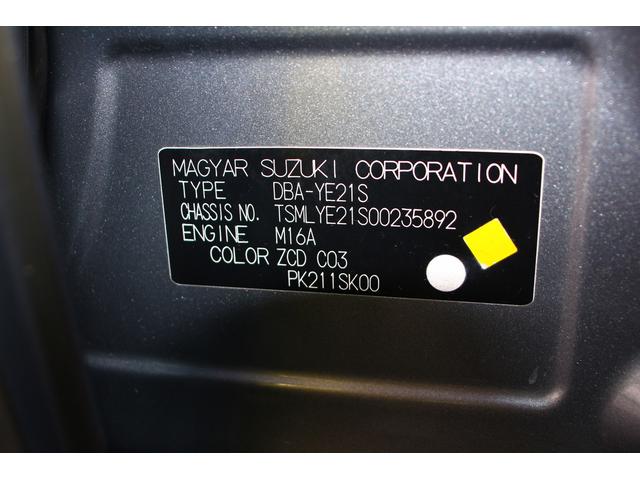 MAGYAR SUZUKI CORPORATION
TYPE DBA-YE21S
CHASSIS NO. TSMLYE21S00235892
ENGINE M16A
COLOR ZCD C03
PK211SK00